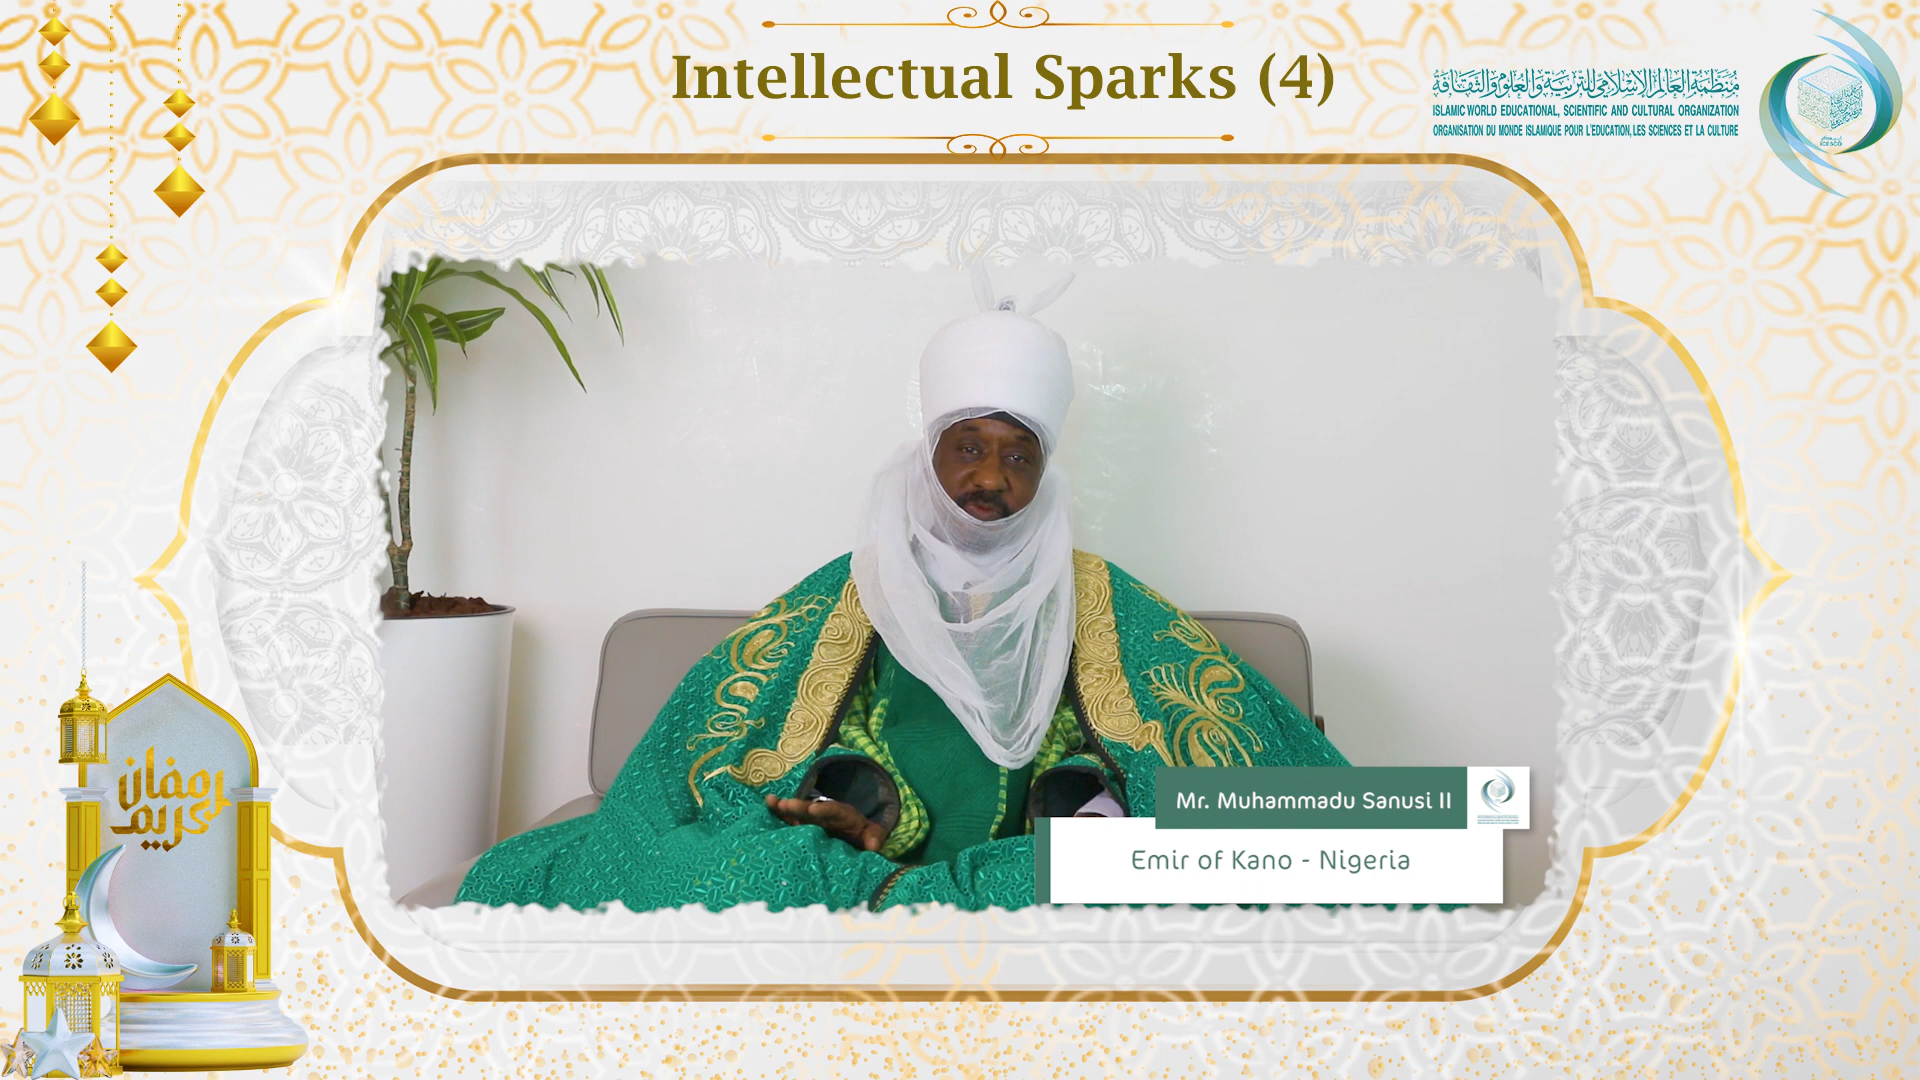 Intellectual Sparks (4)
منظمة العالم الإسلامي للتربية والعلوم والثقافة
ISLAMIC WORLD EDUCATIONAL, SCIENTIFIC AND CULTURAL ORGANIZATION
ORGANISATION DU MONDE ISLAMIQUE POUR L'EDUCATION, LES SCIENCES ET LA CULTURE
ICESCO
رمضان
كريم
Mr. Muhammadu Sanusi II
Emir of Kano - Nigeria